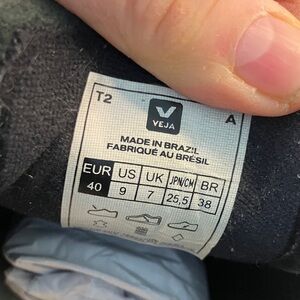 T2
VEJA
A
MADE IN BRAZIL
FABRIQUÉ AU BRÉSIL
EUR US UK JPN/CM BR
40 9 7 25,5 38